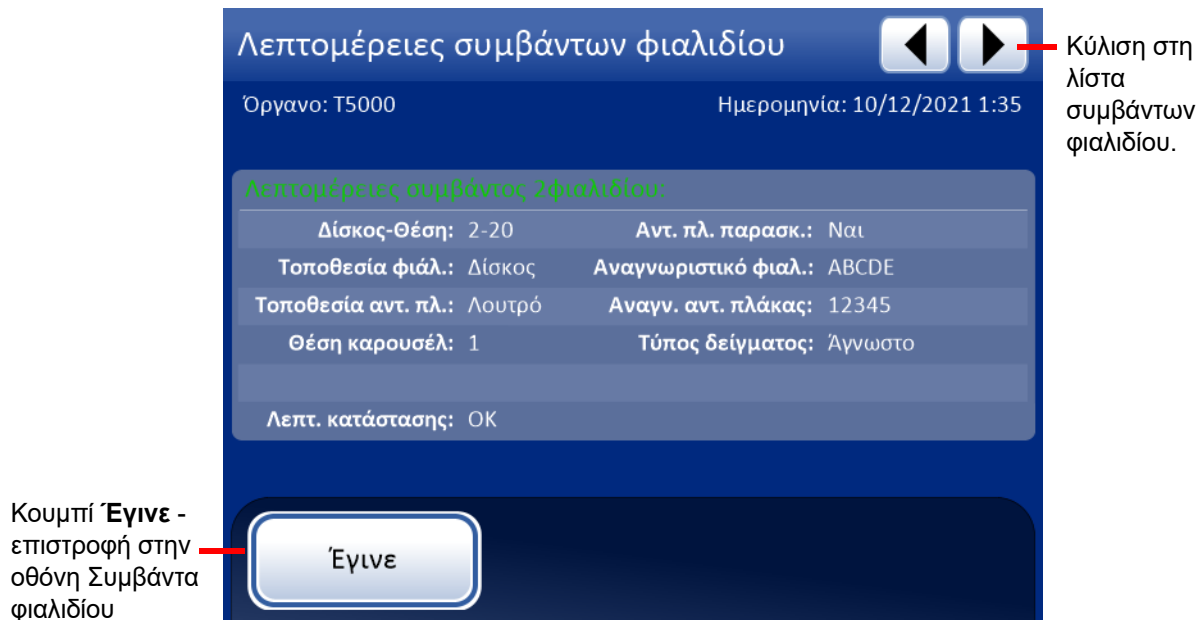 Λεπτομέρειες συμβάντων φιαλιδίου
Κύλιση στη
λίστα
συμβάντων
φιαλιδίου.
Όργανο: T5000 Ημερομηνία: 10/12/2021 1:35
Λεπτομέρειες συμβάντος 2φιαλιδίου:
Δίσκος-Θέση: 2-20 Αντ. πλ. παρασκ.: Ναι
Τοποθεσία φιάλ.: Δίσκος Αναγνωριστικό φιαλ.: ABCDE
Τοποθεσία αντ. πλ.: Λουτρό Αναγν. αντ. πλάκας: 12345
Θέση καρουσέλ: 1 Τύπος δείγματος: Άγνωστο
Λεπτ. κατάστασης: OK
Κουμπί Έγινε -
επιστροφή στην
οθόνη Συμβάντα
φιαλιδίου
Έγινε